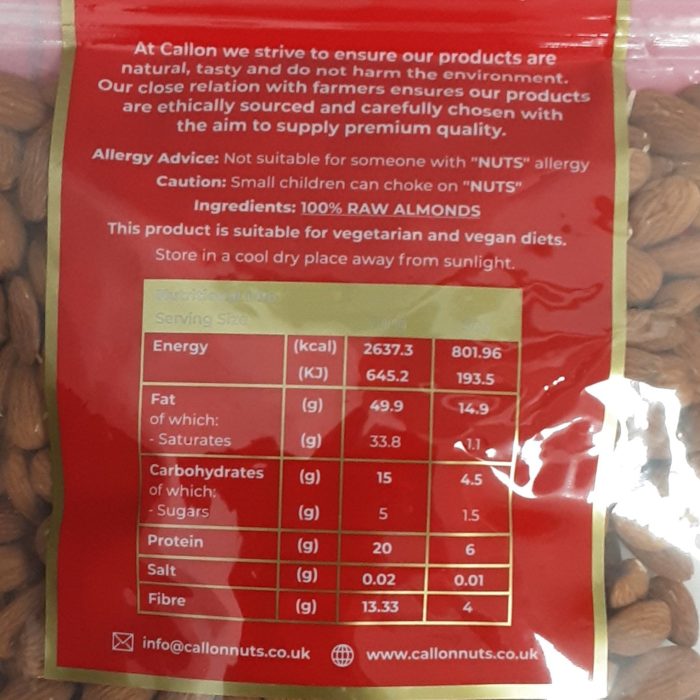 At Callon we strive to ensure our products are
natural, tasty and do not harm the environment.
Our close relation with farmers ensures our products
are ethically sourced and carefully chosen with
the aim to supply premium quality.
Allergy Advice: Not suitable for someone with "NUTS" allergy
Caution: Small children can choke on "NUTS"
Ingredients: 100% RAW ALMONDS
This product is suitable for vegetarian and vegan diets.
Store in a cool dry place away from sunlight.
Serving Size
Energy (kcal) 2637.3 801.96
(KJ) 645.2 193.5
Fat (g) 49.9 14.9
of which:
- Saturates (g) 33.8 1.1
Carbohydrates (g) 15 4.5
of which:
- Sugars (g) 5 1.5
Protein (g) 20 6
Salt (g) 0.02 0.01
Fibre (g) 13.33 4
info@callonnuts.co.uk www.callonnuts.co.uk